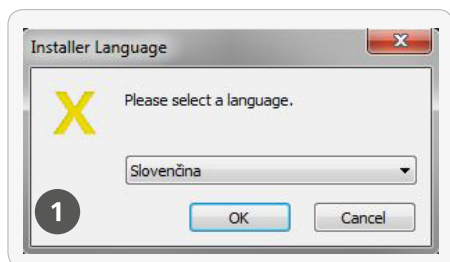 Installer Language
X
Please select a language.
Slovenčina
1
OK
Cancel